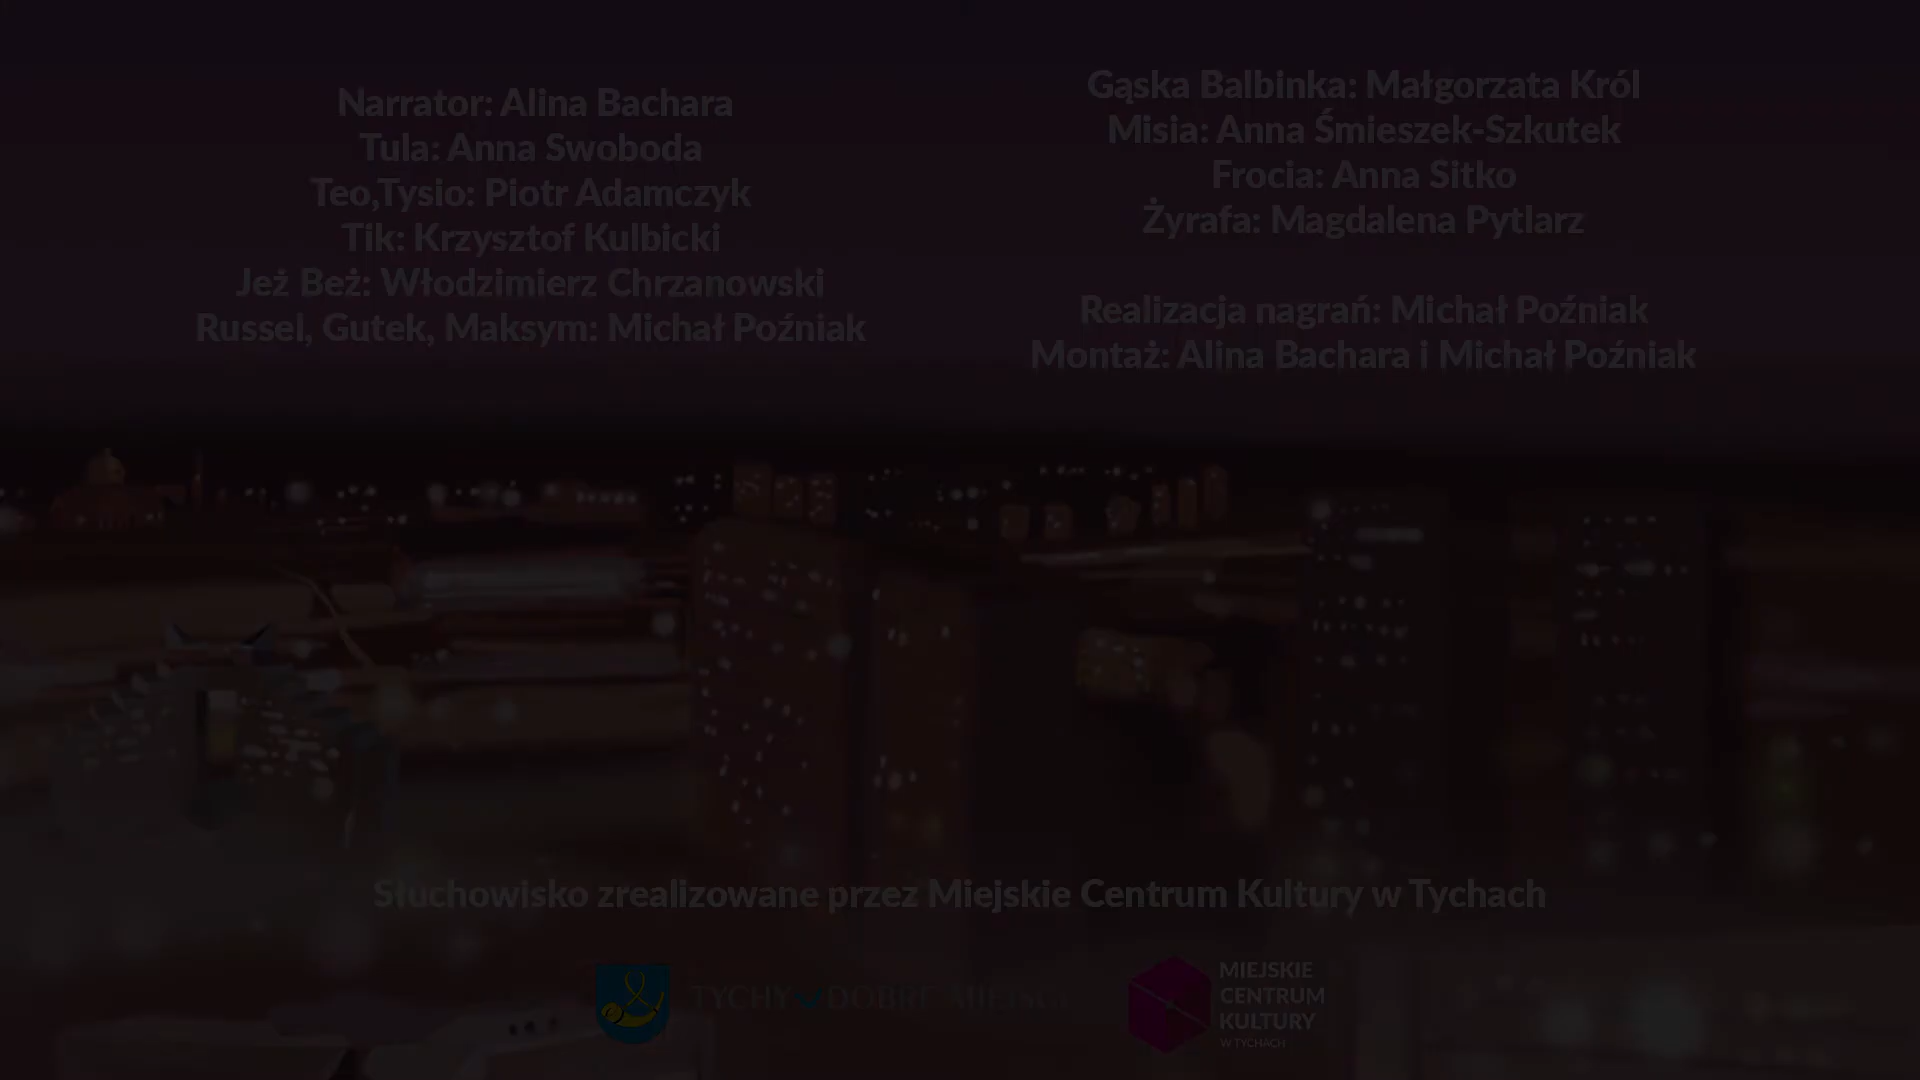 Narrator: Alina Bachara
Tula: Anna Swoboda
Teo,Tysio: Piotr Adamczyk
Tik: Krzysztof Kulbicki
Jeż Beż: Włodzimierz Chrzanowski
Russel, Gutek, Maksym: Michał Poźniak
Gąska Balbinka: Małgorzata Król
Misia: Anna Śmieszek-Szkutek
Frocia: Anna Sitko
Żyrafa: Magdalena Pytlarz
Realizacja nagrań: Michał Poźniak
Montaż: Alina Bachara i Michał Poźniak
Słuchowisko zrealizowane przez Miejskie Centrum Kultury w Tychach
TYCHY DOBRE MIEJSCE
MIEJSKIE
CENTRUM
KULTURY
W TYCHACH